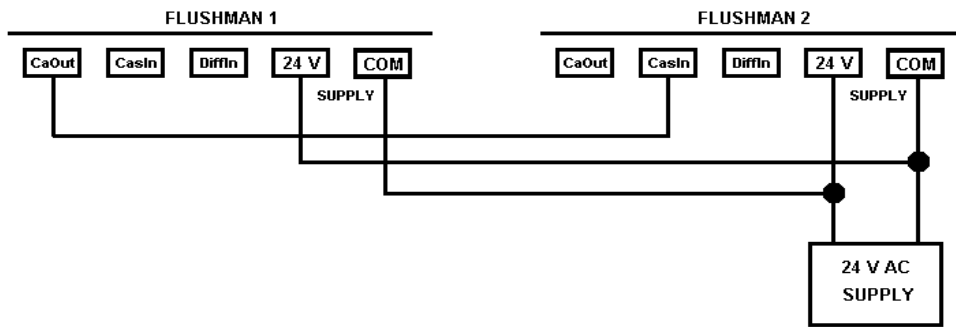 FLUSHMAN 1
CaOut CasIn DiffIn 24 V COM
SUPPLY
FLUSHMAN 2
CaOut CasIn DiffIn 24 V COM
SUPPLY
24 V AC
SUPPLY